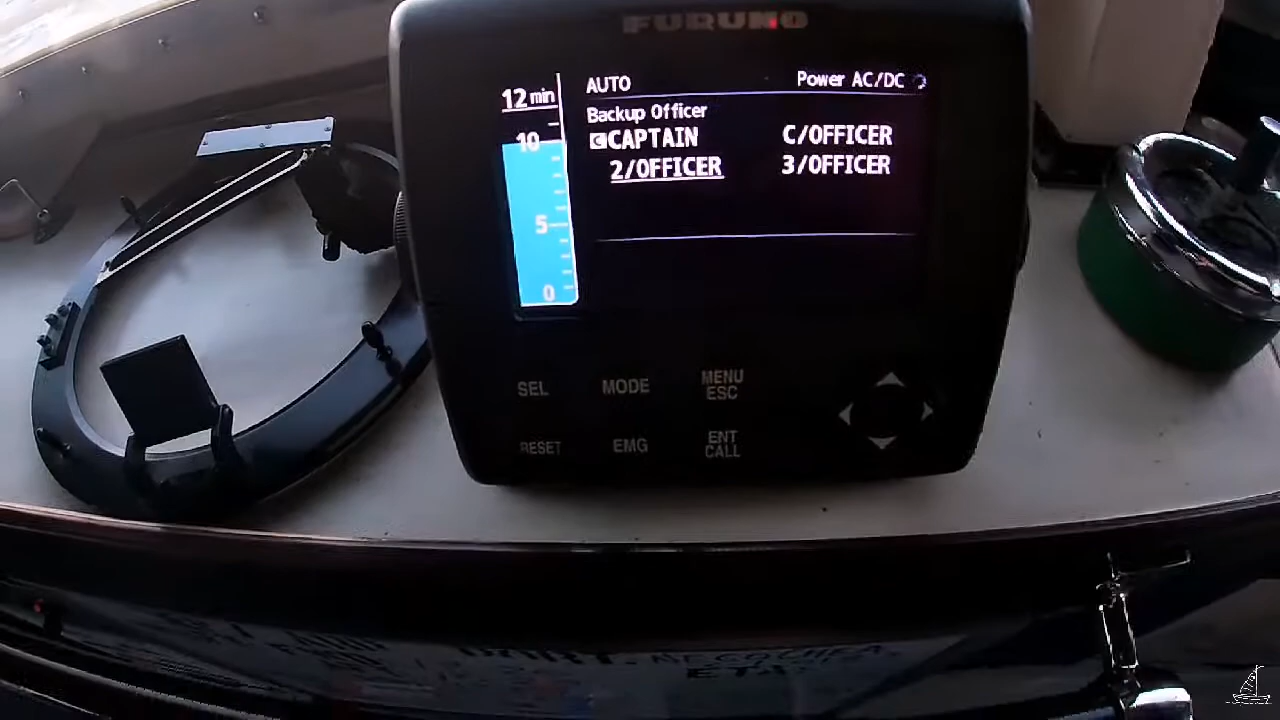 FURUNO
AUTO Power AC/DC
12 min
Backup Officer
10
CCAPTAIN C/OFFICER
2/OFFICER 3/OFFICER
5
0
SEL MODE MENU ESC
RESET EMG ENT CALL